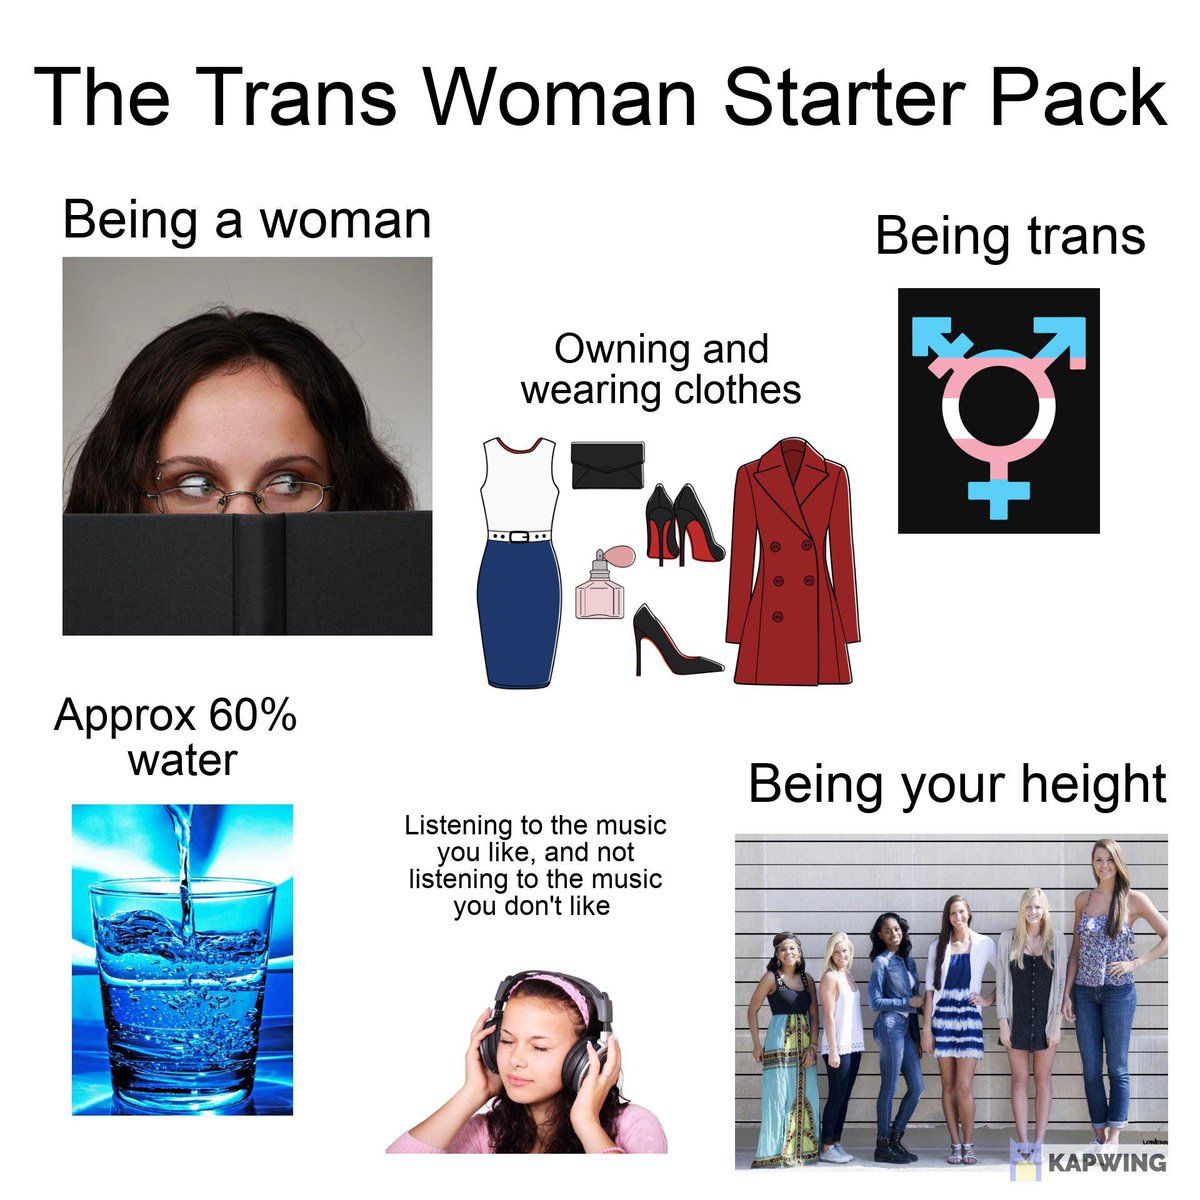 The Trans Woman Starter Pack
Being a woman
Being trans
Owning and
wearing clothes
Approx 60%
water
Listening to the music
you like, and not
listening to the music
you don't like
Being your height
KAPWING